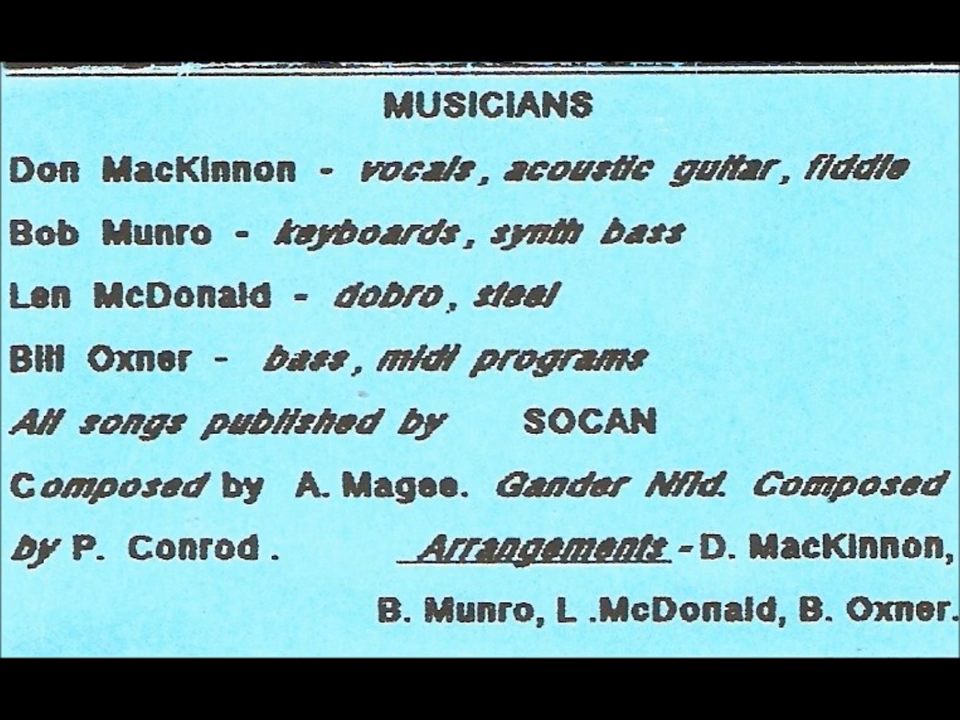 MUSICIANS
Don MacKinnon - vocals, acoustic guitar, fiddle
Bob Munro - keyboards, synth bass
Len McDonald - dobro, steel
Bill Oxner - bass, midi programs
All songs published by SOCAN
Composed by A. Magee. Gander Nfld. Composed
by P. Conrod. Arrangements - D. MacKinnon,
B. Munro, L .McDonald, B. Oxner.